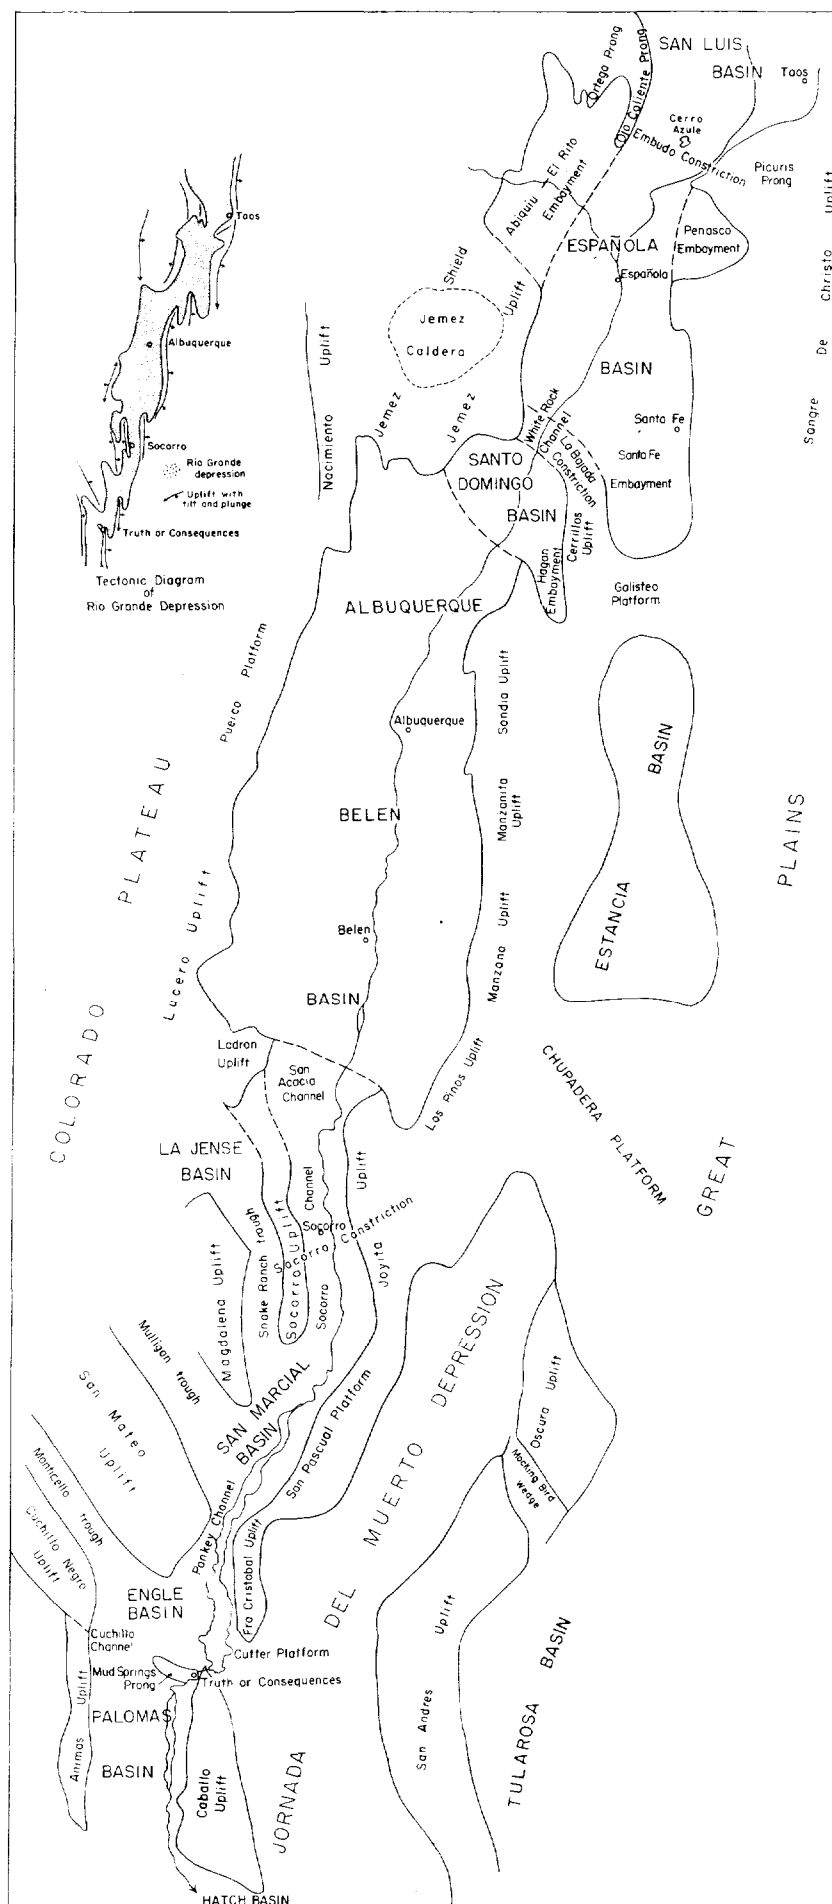 SAN LUIS
BASIN
Taos
Ortega Prong
Ojo Caliente Prong
Cerro
Azule
Embudo Constriction
Picuris
Prong
Abiquiu - El Rito
Embayment
Penasco
Embayment
Sangre De Christo Uplift
ESPAÑOLA
Española
BASIN
Jemez
Caldera
Jemez Shield
Jemez Uplift
Nacimiento Uplift
White Rock
Channel
La Bajada
Constriction
Santa Fe
Santa Fe
Embayment
SANTO
DOMINGO
BASIN
Hagan
Embayment
Cerrillos Uplift
Galisteo
Platform
Taos
Albuquerque
Socorro
Rio Grande
depression
Uplift with
tilt and plunge
Truth or Consequences
Tectonic Diagram
of
Rio Grande Depression
ALBUQUERQUE
Puerco Platform
Albuquerque
Sandia Uplift
BELEN
Manzanita
Uplift
ESTANCIA BASIN
COLORADO PLATEAU
GREAT PLAINS
Belen
Lucero Uplift
Manzano Uplift
BASIN
Ladron
Uplift
San
Acacia
Channel
Los Pinos Uplift
CHUPADERA PLATFORM
LA JENSE
BASIN
Magdalena Uplift
Snake Ranch trough
Socorro Uplift
Socorro Channel
Socorro
Socorro Constriction
Joyita Uplift
Mulligan trough
San Mateo
Uplift
SAN MARCIAL
BASIN
San Pascual Platform
Oscura Uplift
Mocking Bird
Wedge
Monticello trough
Cuchillo Negro
Uplift
Pankey Channel
Fra Cristobal Uplift
JORNADA DEL MUERTO DEPRESSION
ENGLE
BASIN
Cuchillo
Channel
Cutter Platform
Mud Springs
Prong
Truth or Consequences
Animas Uplift
PALOMAS
BASIN
Caballo
Uplift
San Andres Uplift
TULAROSA BASIN
HATCH BASIN